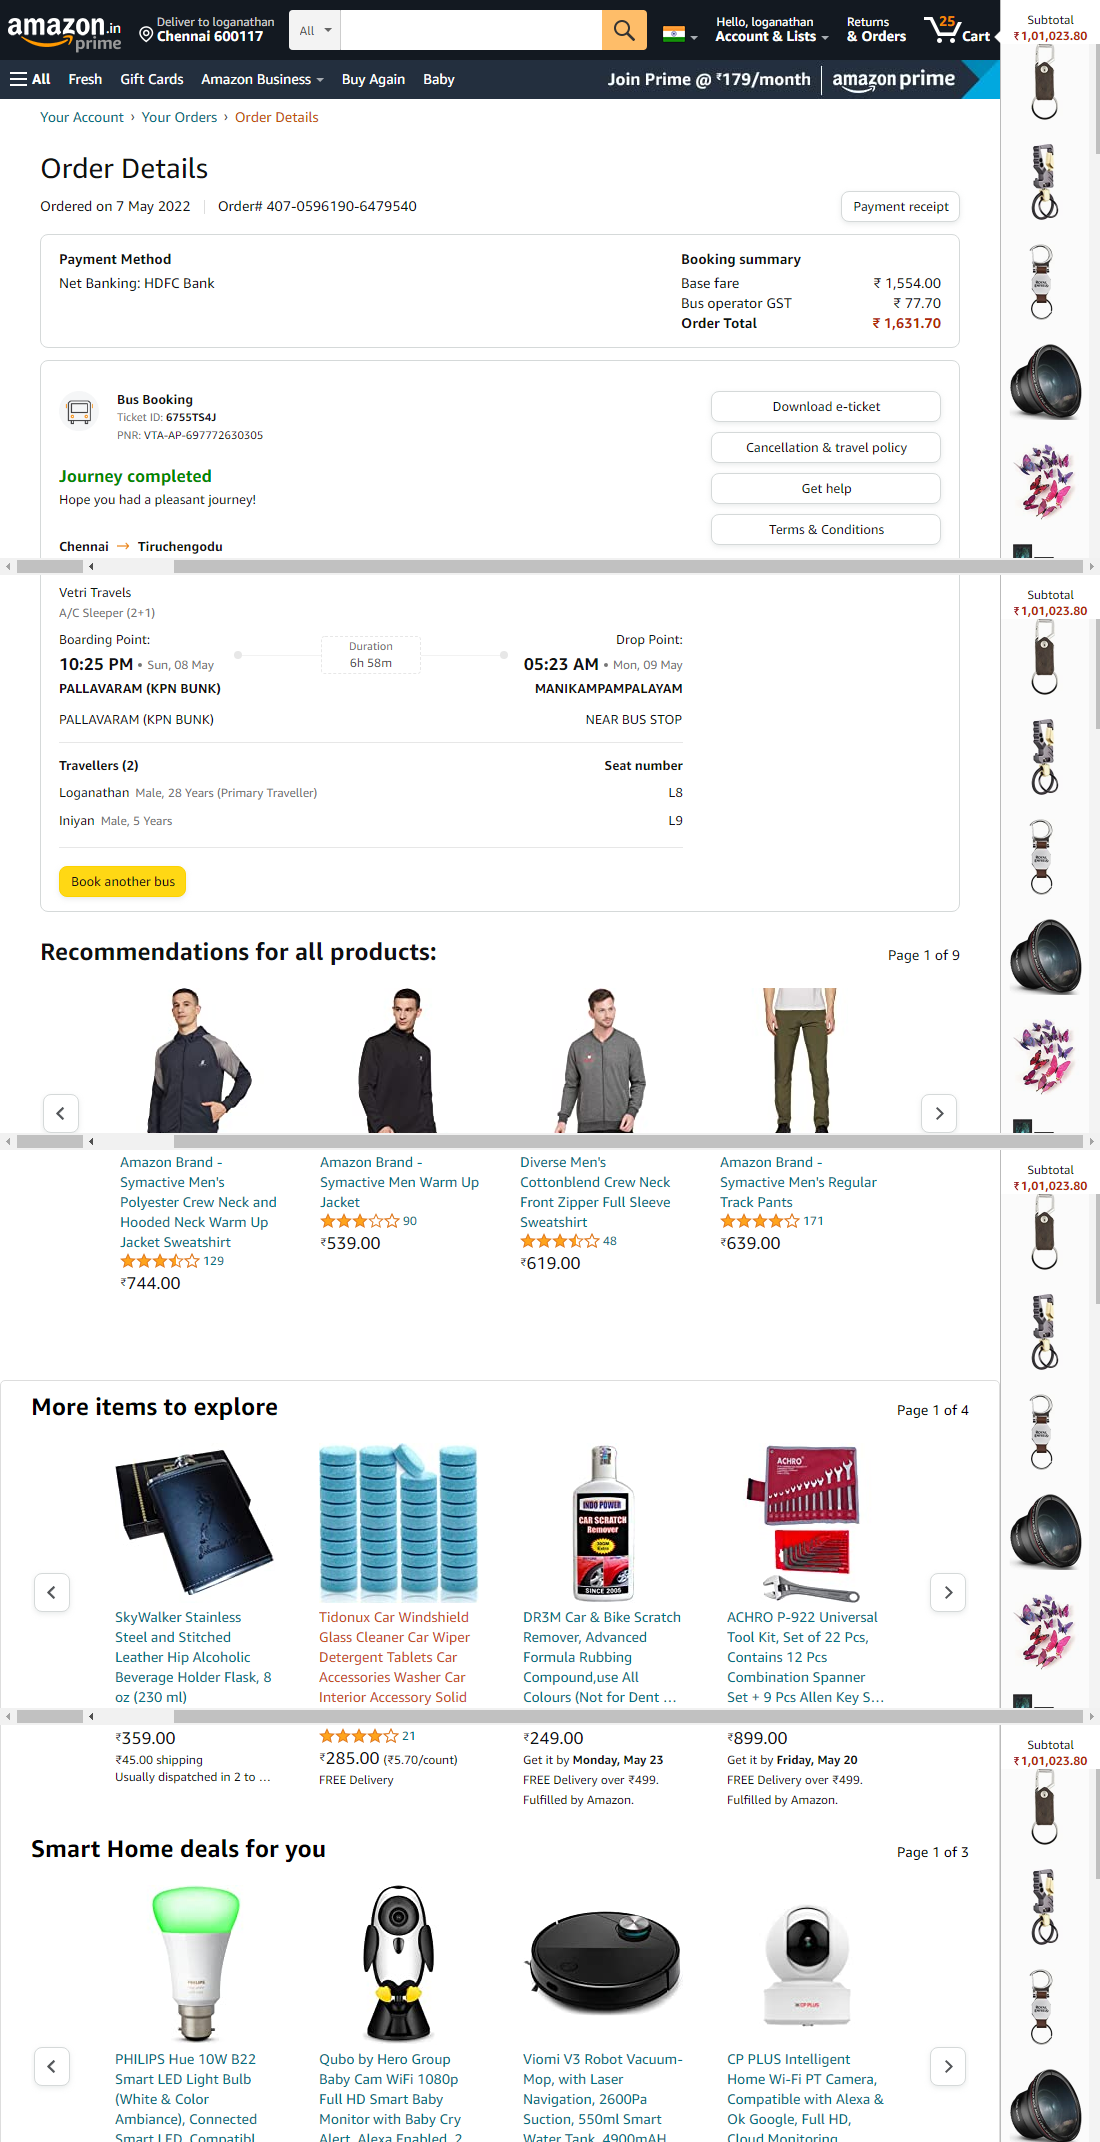 amazon.in
prime
Deliver to loganathan
Chennai 600117
All
Hello, loganathan
Account & Lists
Returns
& Orders
25
Cart
Subtotal
₹1,01,023.80
All
Fresh
Gift Cards
Amazon Business
Buy Again
Baby
Join Prime @ ₹179/month
amazon prime
Your Account › Your Orders › Order Details
Order Details
Ordered on 7 May 2022
Order# 407-0596190-6479540
Payment receipt
Payment Method
Net Banking: HDFC Bank
Booking summary
Base fare ₹ 1,554.00
Bus operator GST ₹ 77.70
Order Total ₹ 1,631.70
Bus Booking
Ticket ID: 6755TS4J
PNR: VTA-AP-697772630305
Journey completed
Hope you had a pleasant journey!
Chennai → Tiruchengodu
Download e-ticket
Cancellation & travel policy
Get help
Terms & Conditions
Vetri Travels
A/C Sleeper (2+1)
Boarding Point:
10:25 PM • Sun, 08 May
PALLAVARAM (KPN BUNK)
PALLAVARAM (KPN BUNK)
Duration
6h 58m
Drop Point:
05:23 AM • Mon, 09 May
MANIKAMPAMPALAYAM
NEAR BUS STOP
Travellers (2) Seat number
Loganathan Male, 28 Years (Primary Traveller) L8
Iniyan Male, 5 Years L9
Book another bus
Subtotal
₹1,01,023.80
Recommendations for all products:
Page 1 of 9
Amazon Brand -
Symactive Men's
Polyester Crew Neck and
Hooded Neck Warm Up
Jacket Sweatshirt
129
₹744.00
Amazon Brand -
Symactive Men Warm Up
Jacket
90
₹539.00
Diverse Men's
Cottonblend Crew Neck
Front Zipper Full Sleeve
Sweatshirt
48
₹619.00
Amazon Brand -
Symactive Men's Regular
Track Pants
171
₹639.00
Subtotal
₹1,01,023.80
More items to explore
Page 1 of 4
INDO POWER
CAR SCRATCH
Remover
SINCE 2005
ACHRO
SkyWalker Stainless
Steel and Stitched
Leather Hip Alcoholic
Beverage Holder Flask, 8
oz (230 ml)
₹359.00
₹45.00 shipping
Usually dispatched in 2 to ...
Tidonux Car Windshield
Glass Cleaner Car Wiper
Detergent Tablets Car
Accessories Washer Car
Interior Accessory Solid
21
₹285.00 (₹5.70/count)
FREE Delivery
DR3M Car & Bike Scratch
Remover, Advanced
Formula Rubbing
Compound,use All
Colours (Not for Dent ...
₹249.00
Get it by Monday, May 23
FREE Delivery over ₹499.
Fulfilled by Amazon.
ACHRO P-922 Universal
Tool Kit, Set of 22 Pcs,
Contains 12 Pcs
Combination Spanner
Set + 9 Pcs Allen Key S...
₹899.00
Get it by Friday, May 20
FREE Delivery over ₹499.
Fulfilled by Amazon.
Subtotal
₹1,01,023.80
Smart Home deals for you
Page 1 of 3
PHILIPS
CP PLUS
PHILIPS Hue 10W B22
Smart LED Light Bulb
(White & Color
Ambiance), Connected
Smart LED, Compatibl
Qubo by Hero Group
Baby Cam WiFi 1080p
Full HD Smart Baby
Monitor with Baby Cry
Alert, Alexa Enabled, 2
Viomi V3 Robot Vacuum-
Mop, with Laser
Navigation, 2600Pa
Suction, 550ml Smart
Water Tank, 4900mAH
CP PLUS Intelligent
Home Wi-Fi PT Camera,
Compatible with Alexa &
Ok Google, Full HD,
Cloud Monitoring